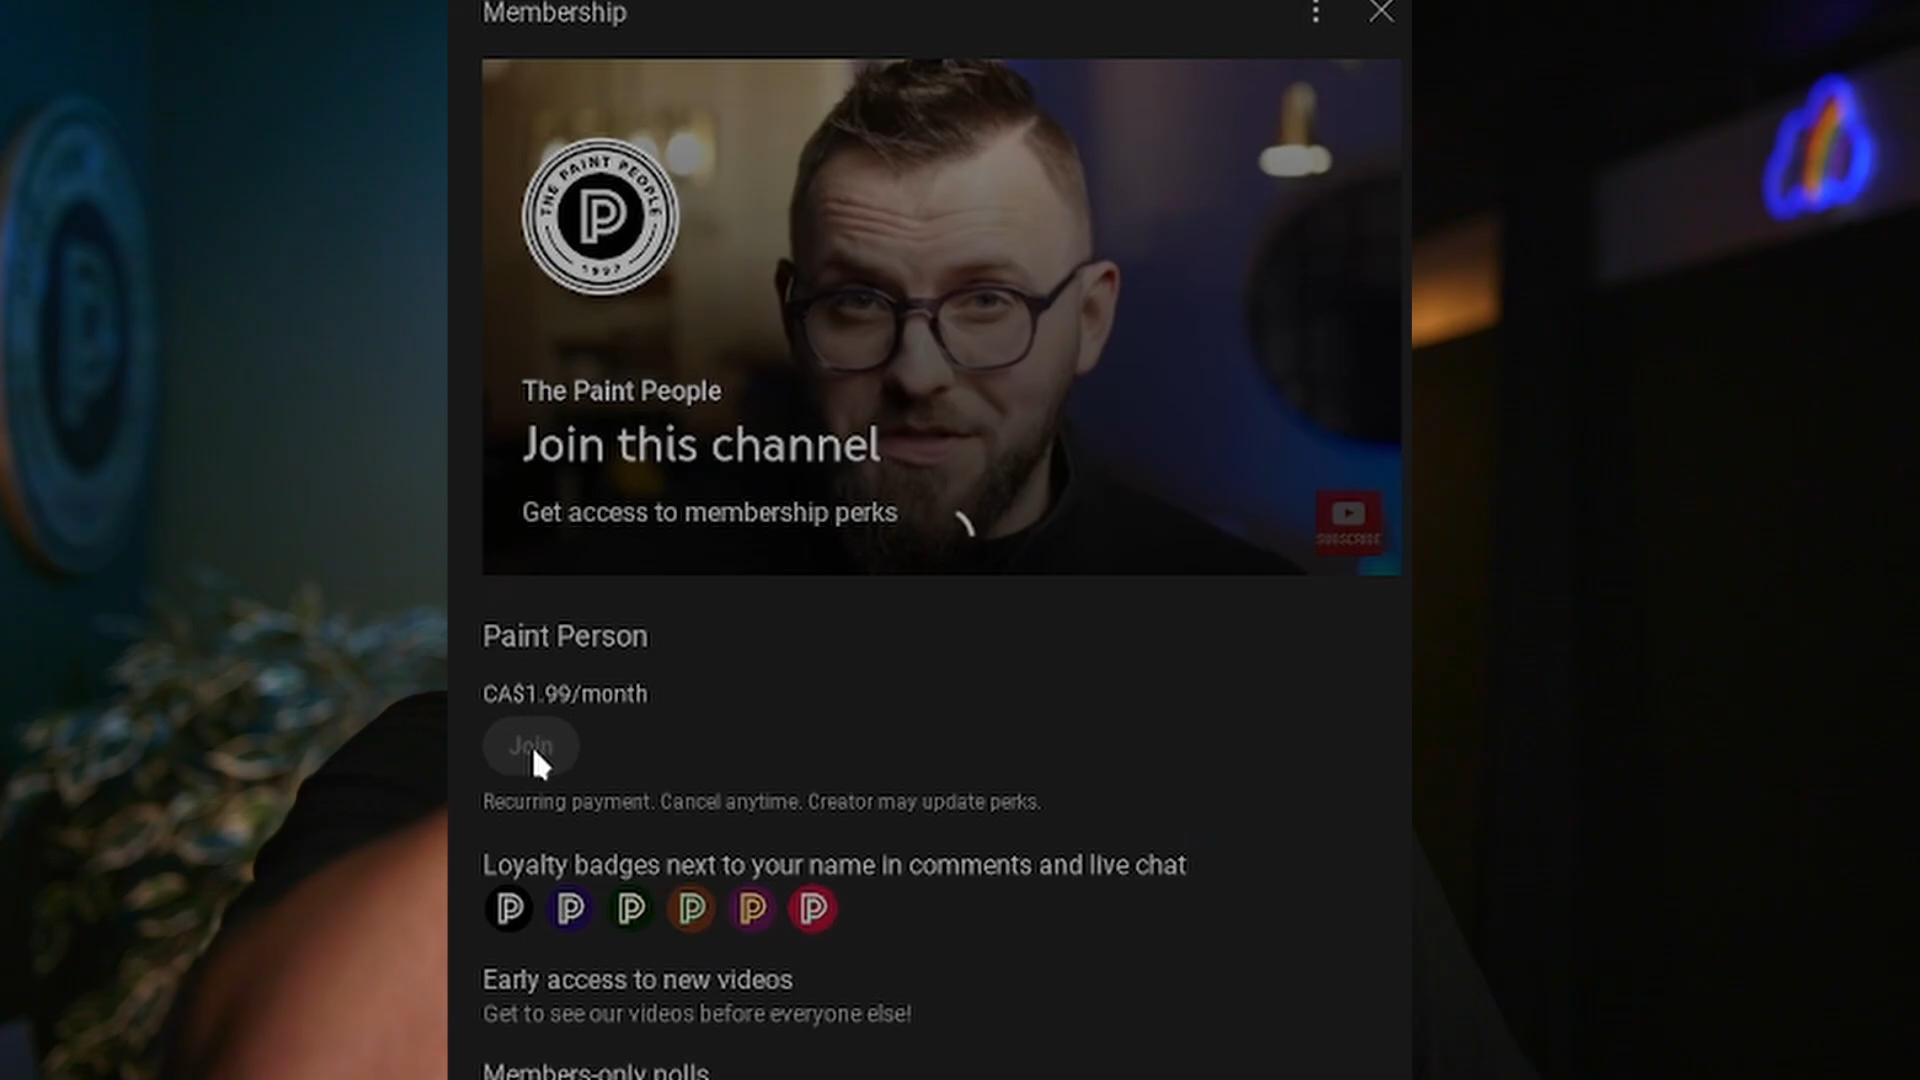 Membership
THE PAINT PEOPLE
P
1997
The Paint People
Join this channel
Get access to membership perks
SUBSCRIBE
Paint Person
CA$1.99/month
Join
Recurring payment. Cancel anytime. Creator may update perks.
Loyalty badges next to your name in comments and live chat
P P P P P P
Early access to new videos
Get to see our videos before everyone else!
Members-only polls